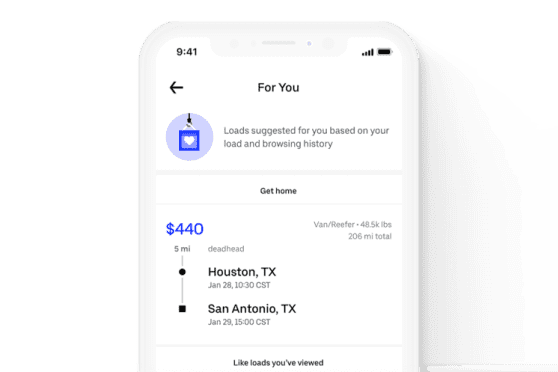 9:41
For You
Loads suggested for you based on your
load and browsing history
Get home
$440
Van/Reefer • 48.5k lbs
206 mi total
5 mi deadhead
Houston, TX
Jan 28, 10:30 CST
San Antonio, TX
Jan 29, 15:00 CST
Like loads you've viewed